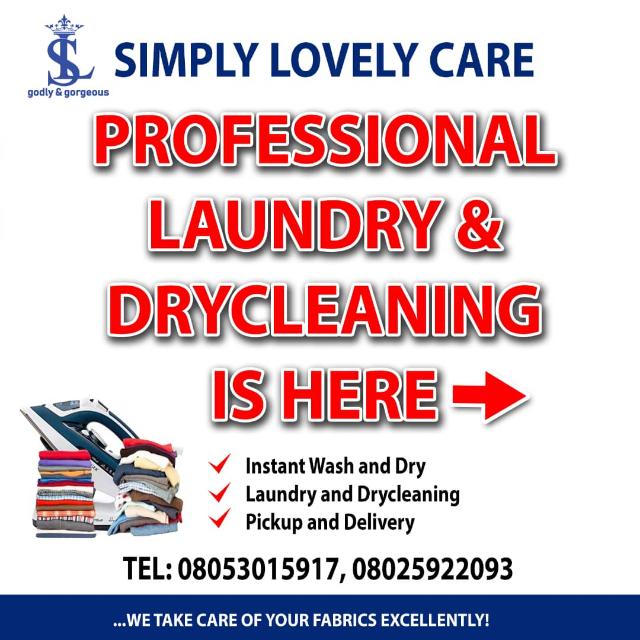 SL
SIMPLY LOVELY CARE
godly & gorgeous
PROFESSIONAL
LAUNDRY &
DRYCLEANING
IS HERE
Instant Wash and Dry
Laundry and Drycleaning
Pickup and Delivery
TEL: 08053015917, 08025922093
...WE TAKE CARE OF YOUR FABRICS EXCELLENTLY!